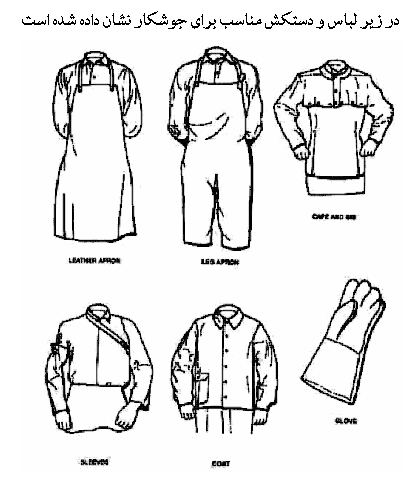 در زیر لباس و دستکش مناسب برای جوشکار نشان داده شده است
LEATHER APRON
LEG APRON
CAPE AND BIB
SLEEVES
COAT
GLOVE